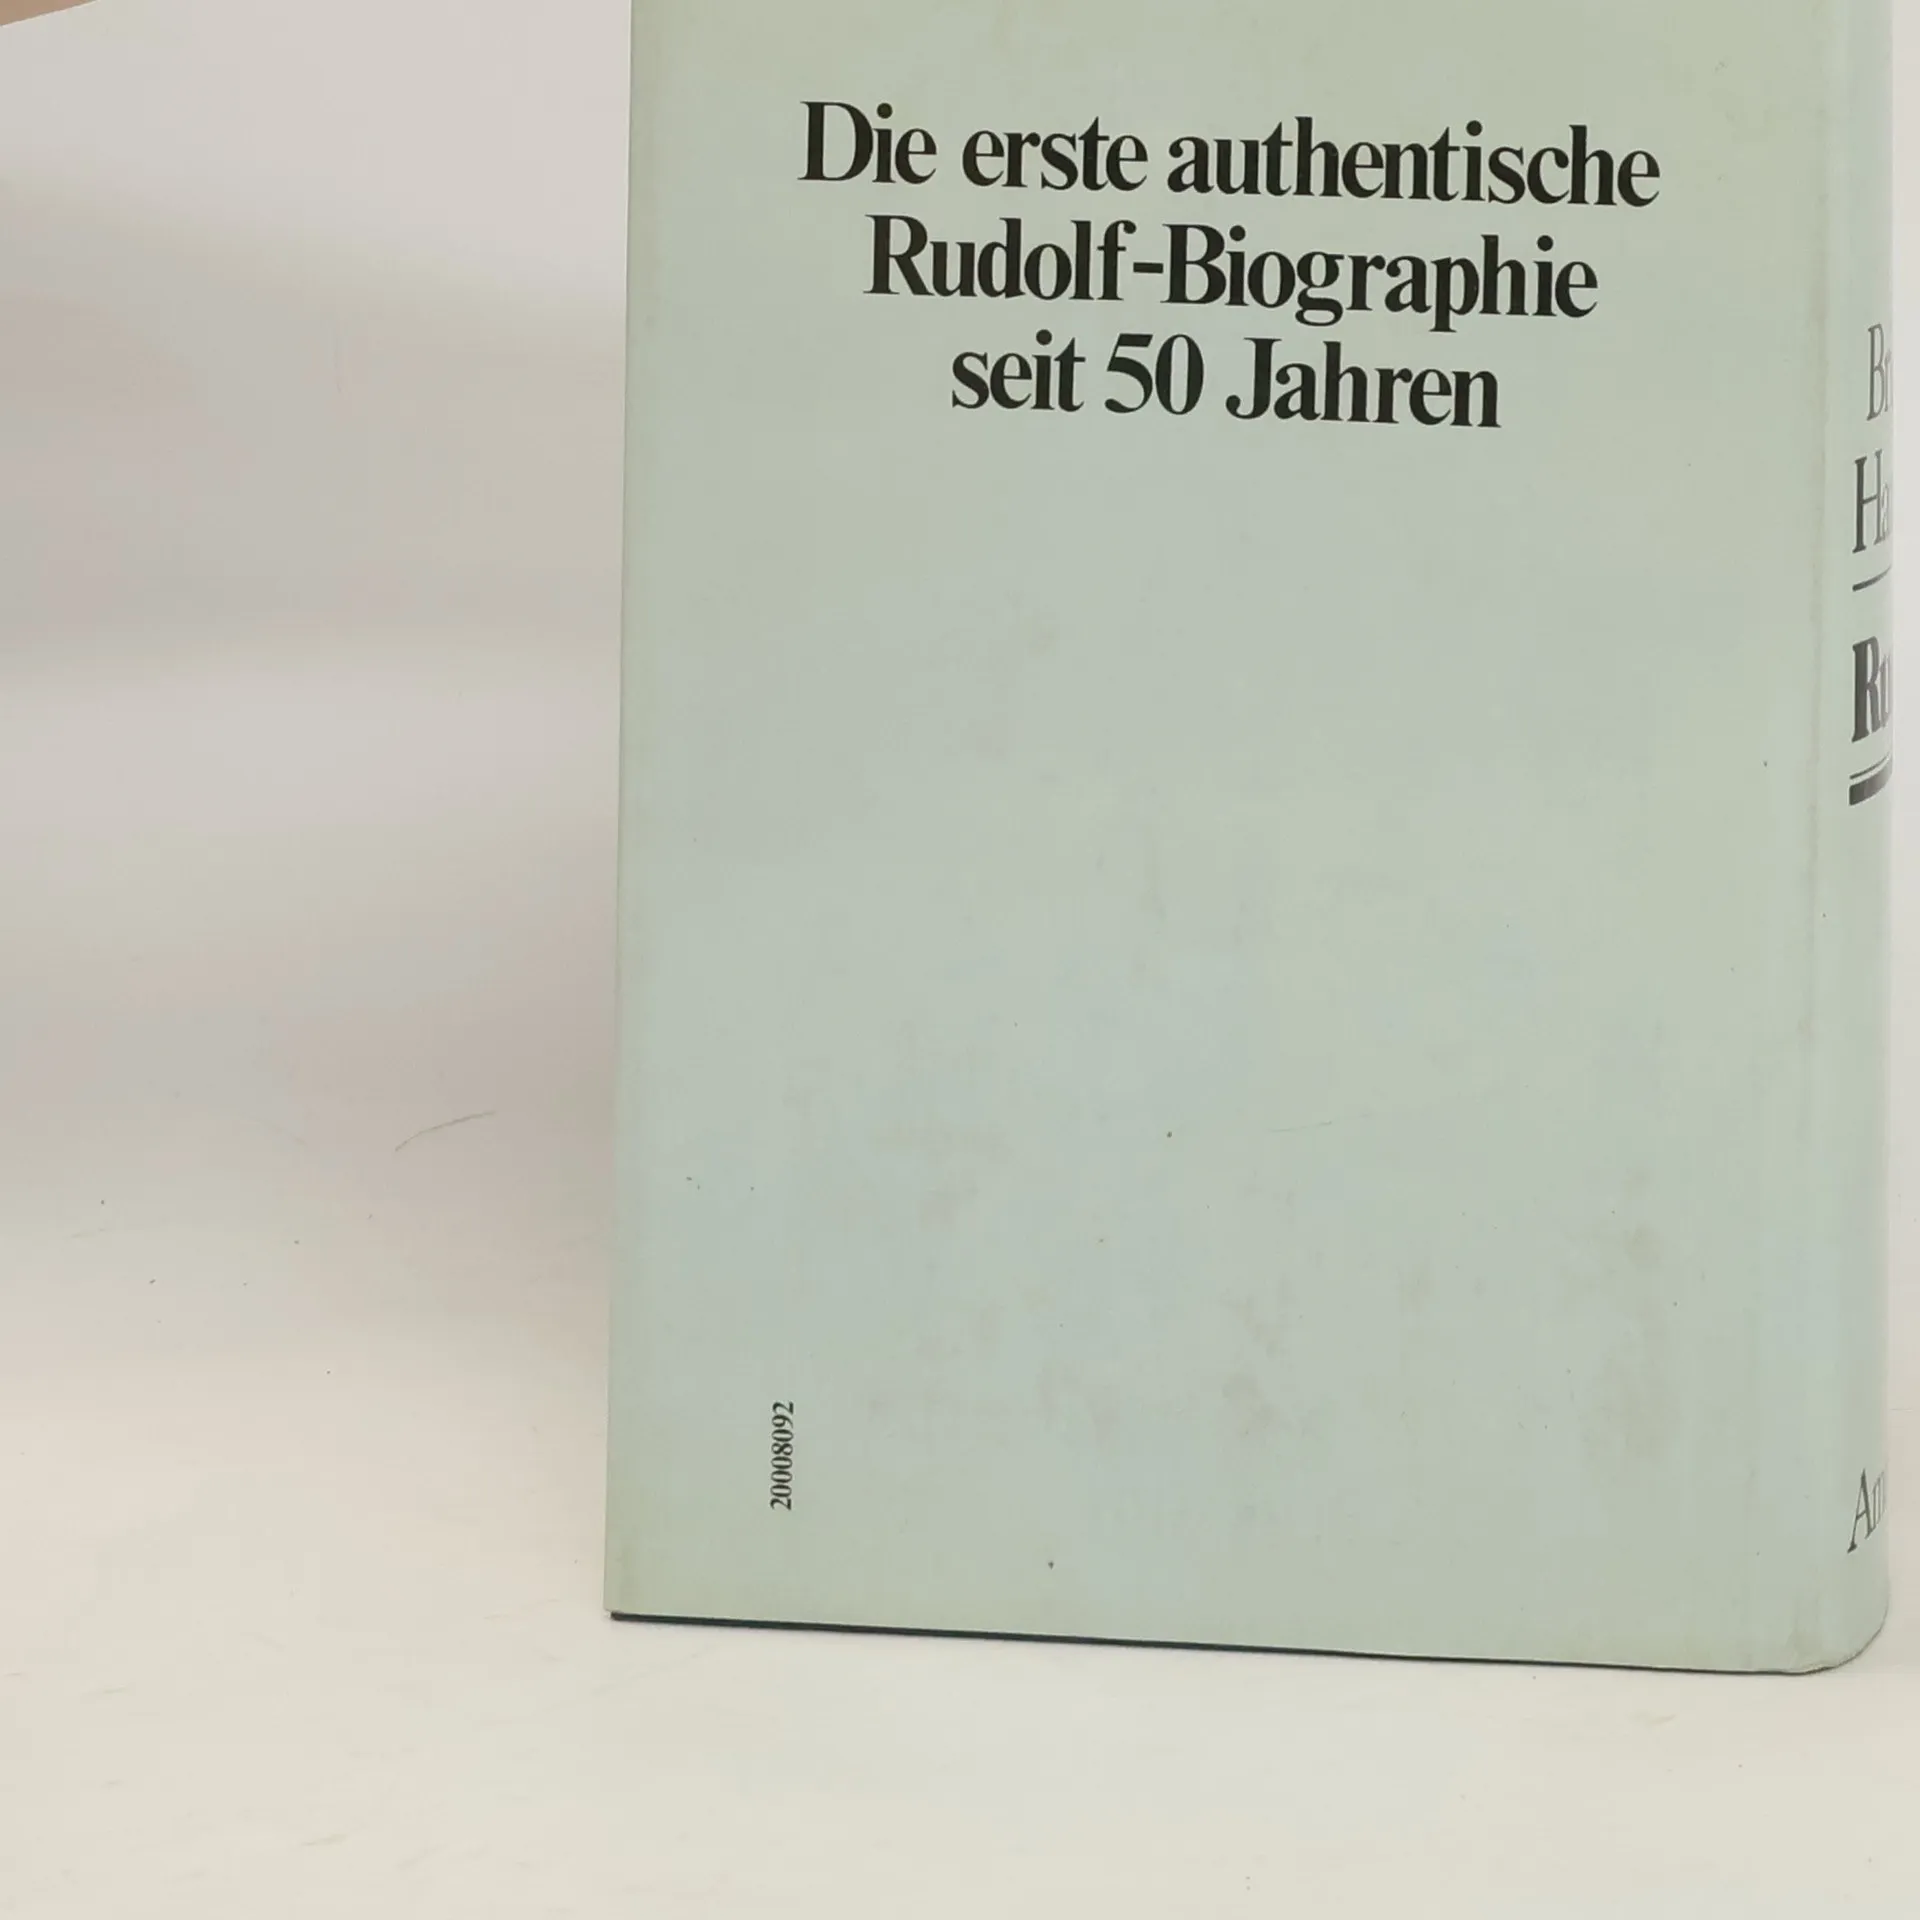 Die erste authentische
Rudolf-Biographie
seit 50 Jahren
20008092